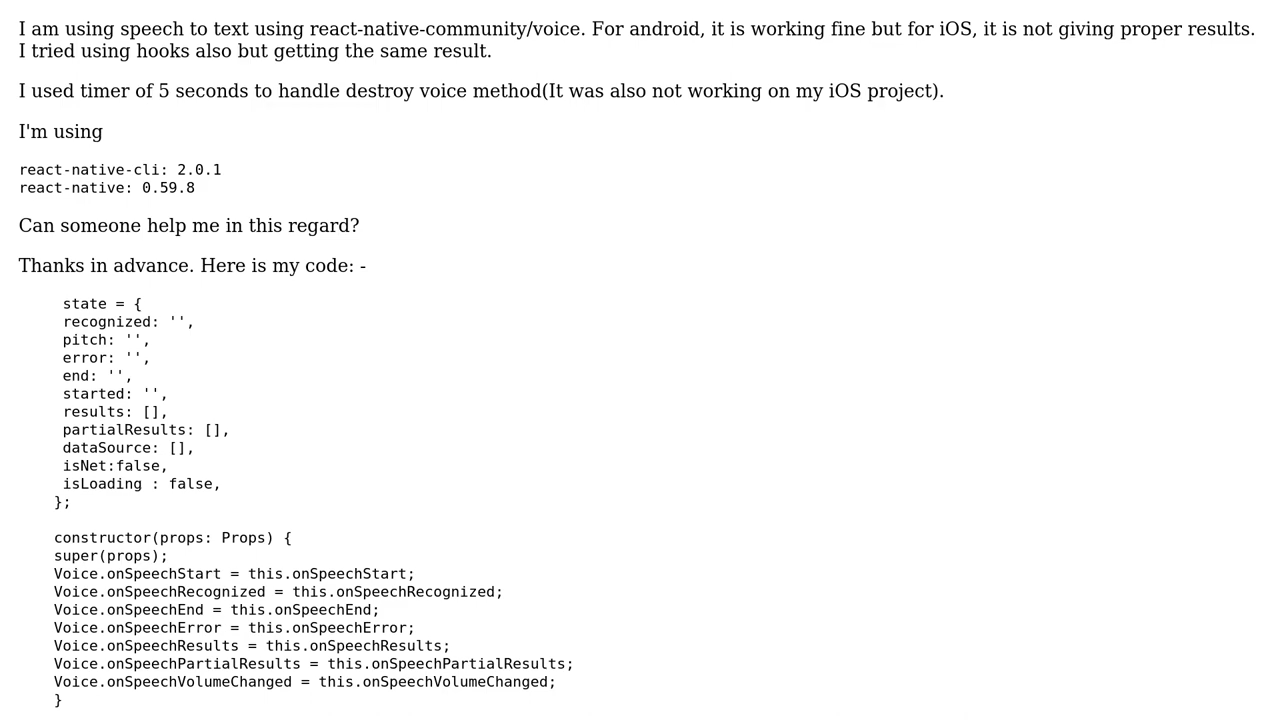 I am using speech to text using react-native-community/voice. For android, it is working fine but for iOS, it is not giving proper results.
I tried using hooks also but getting the same result.
I used timer of 5 seconds to handle destroy voice method(It was also not working on my iOS project).
I'm using
react-native-cli: 2.0.1
react-native: 0.59.8
Can someone help me in this regard?
Thanks in advance. Here is my code: -
state = {
recognized: '',
pitch: '',
error: '',
end: '',
started: '',
results: [],
partialResults: [],
dataSource: [],
isNet:false,
isLoading : false,
};
constructor(props: Props) {
super(props);
Voice.onSpeechStart = this.onSpeechStart;
Voice.onSpeechRecognized = this.onSpeechRecognized;
Voice.onSpeechEnd = this.onSpeechEnd;
Voice.onSpeechError = this.onSpeechError;
Voice.onSpeechResults = this.onSpeechResults;
Voice.onSpeechPartialResults = this.onSpeechPartialResults;
Voice.onSpeechVolumeChanged = this.onSpeechVolumeChanged;
}